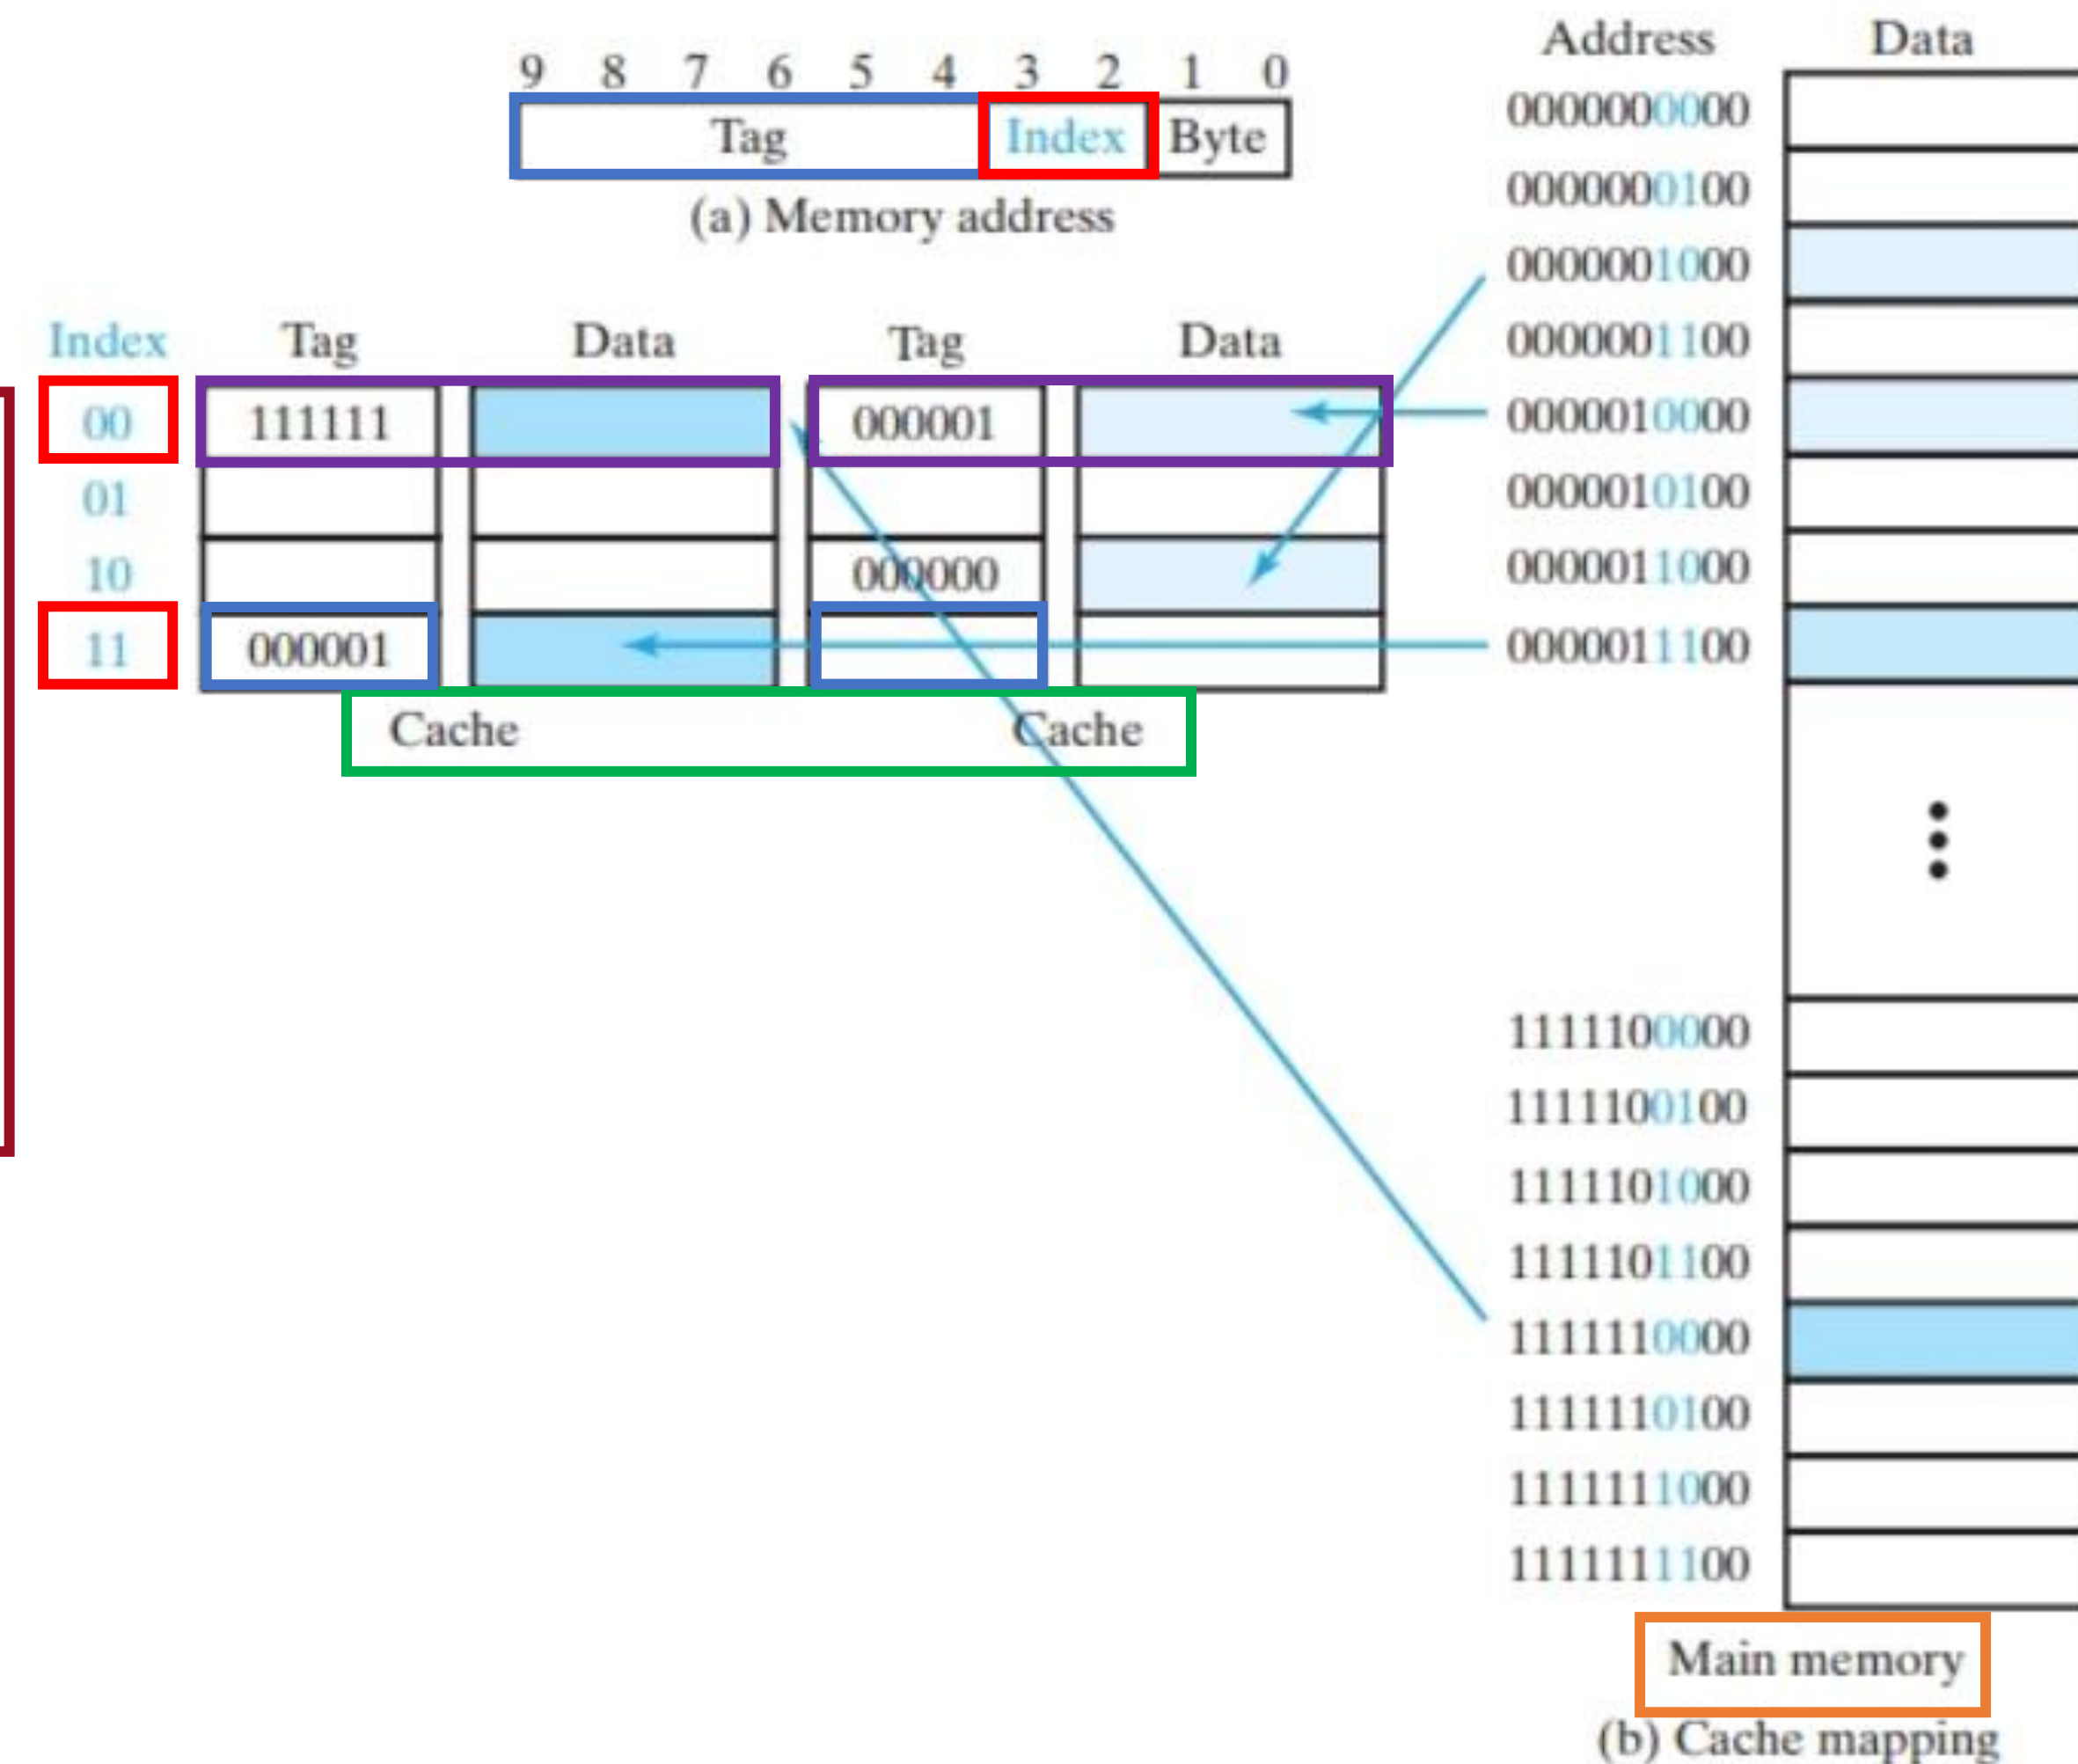 9 8 7 6 5 4 3 2 1 0
Tag Index Byte
(a) Memory address
Index Tag Data Tag Data
00 111111 000001
01
10 000000
11 000001
Cache Cache
Address Data
0000000000
0000000100
0000001000
0000001100
0000010000
0000010100
0000011000
0000011100
1111100000
1111100100
1111101000
1111101100
1111110000
1111110100
1111111000
1111111100
Main memory
(b) Cache mapping